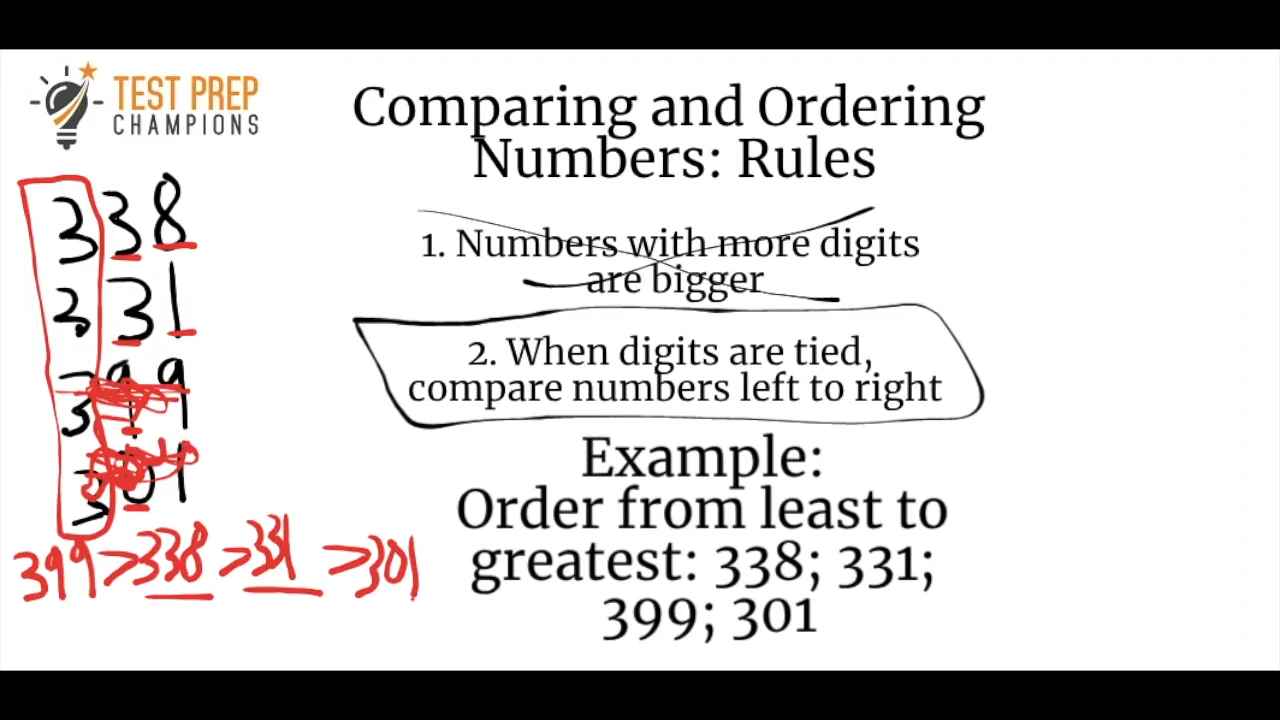 TEST PREP
CHAMPIONS
Comparing and Ordering
Numbers: Rules
1. Numbers with more digits
are bigger
2. When digits are tied,
compare numbers left to right
Example:
Order from least to
greatest: 338; 331;
399; 301
338
331
399
301
399>338>331>301